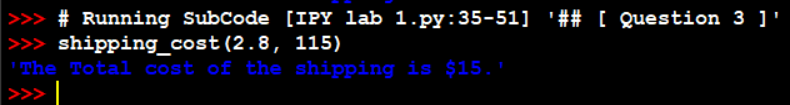 >>> # Running SubCode [IPY lab 1.py:35-51] '## [ Question 3 ]'
>>> shipping_cost(2.8, 115)
'The Total cost of the shipping is $15.'
>>>